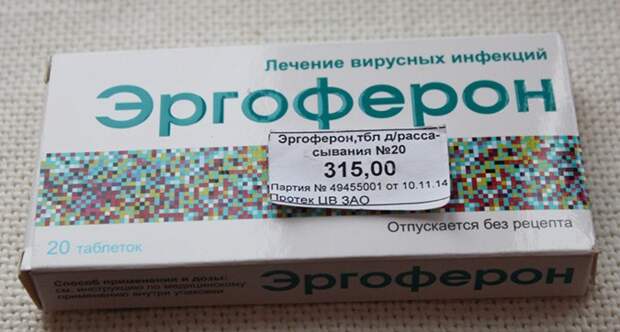 Лечение вирусных инфекций
Эргоферон
Эргоферон,тбл д/расса-
сывания №20
315,00
Партия № 49455001 от 10.11.14
Протек ЦВ ЗАО
Отпускается без рецепта
20 таблеток
Способ применения и дозы:
см. инструкцию по медицинскому
применению внутри упаковки
Эргоферон